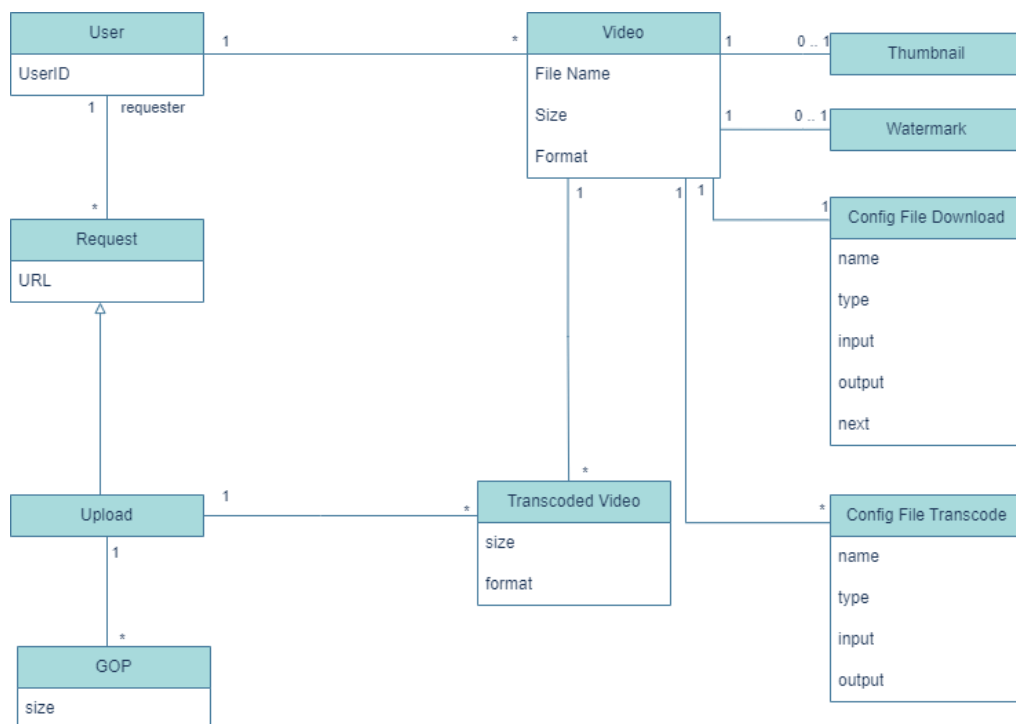 User
UserID
1
*
1
requester
*
Request
URL
Video
File Name
Size
Format
1
0 .. 1
Thumbnail
1
0 .. 1
Watermark
1
1
1
1
Config File Download
name
type
input
output
next
Upload
1
*
1
*
*
Transcoded Video
size
format
*
Config File Transcode
name
type
input
output
GOP
size